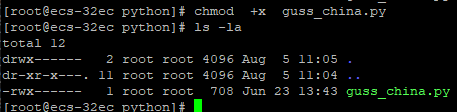 [root@ecs-32ec python]# chmod  +x  guss_china.py
[root@ecs-32ec python]# ls -la
total 12
drwx------   2 root root 4096 Aug  5 11:05 .
dr-xr-x---. 11 root root 4096 Aug  5 11:04 ..
-rwx------   1 root root  708 Jun 23 13:43 guss_china.py
[root@ecs-32ec python]#